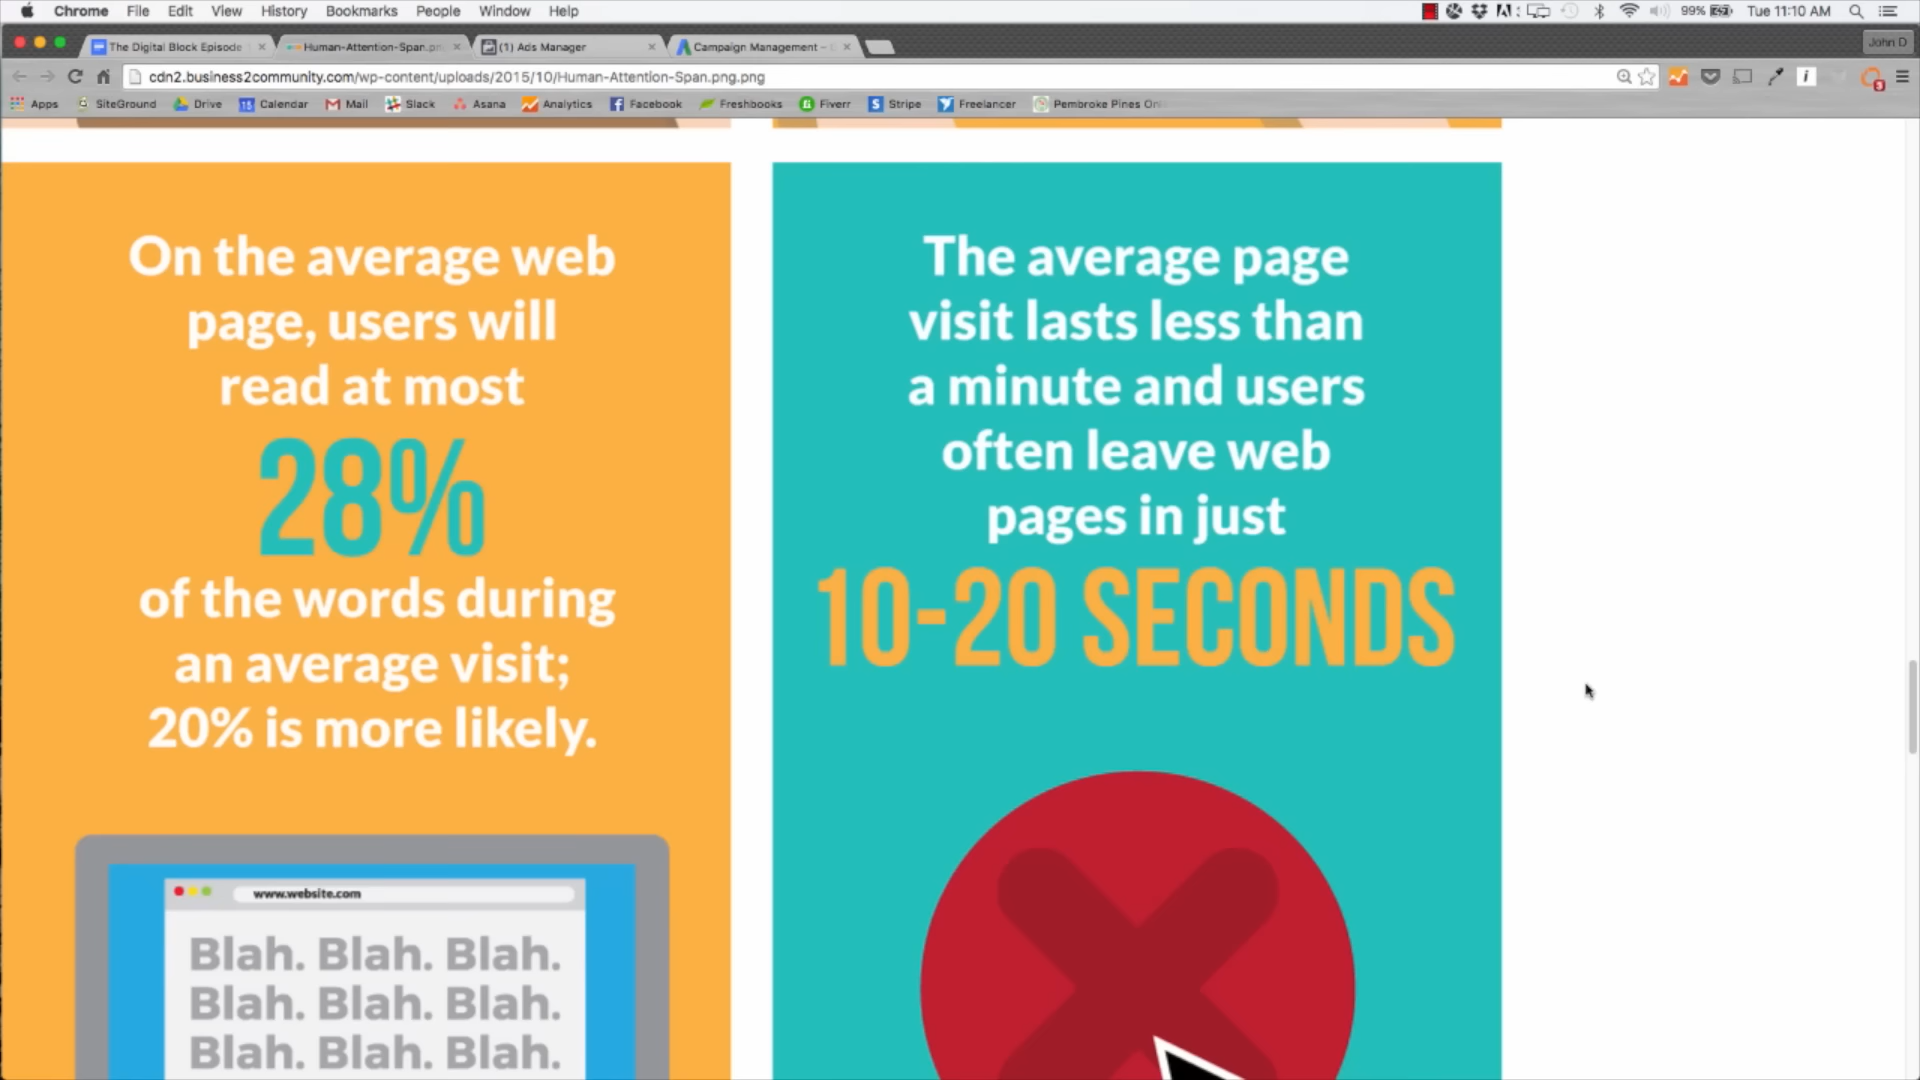 Chrome File Edit View History Bookmarks People Window Help 99% Tue 11:10 AM
The Digital Block Episode Human-Attention-Span.pn (1) Ads Manager Campaign Management – John D
cdn2.business2community.com/wp-content/uploads/2015/10/Human-Attention-Span.png.png
Apps SiteGround Drive Calendar Mail Slack Asana Analytics Facebook Freshbooks Fiverr Stripe Freelancer Pembroke Pines
On the average web
page, users will
read at most
28%
of the words during
an average visit;
20% is more likely.
www.website.com
Blah. Blah. Blah.
Blah. Blah. Blah.
Blah. Blah. Blah.
The average page
visit lasts less than
a minute and users
often leave web
pages in just
10-20 SECONDS